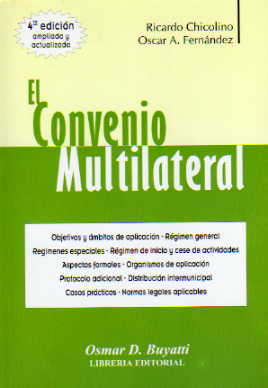 Ricardo Chicolino
Oscar A. Fernández
4ª edición
ampliada y
actualizada
El
Convenio
Multilateral
Objetivos y ámbitos de aplicación - Régimen general
Regímenes especiales - Régimen de inicio y cese de actividades
Aspectos formales - Organismos de aplicación
Protocolo adicional - Distribución intermunicipal
Casos prácticos - Normas legales aplicables
Osmar D. Buyatti
LIBRERIA EDITORIAL